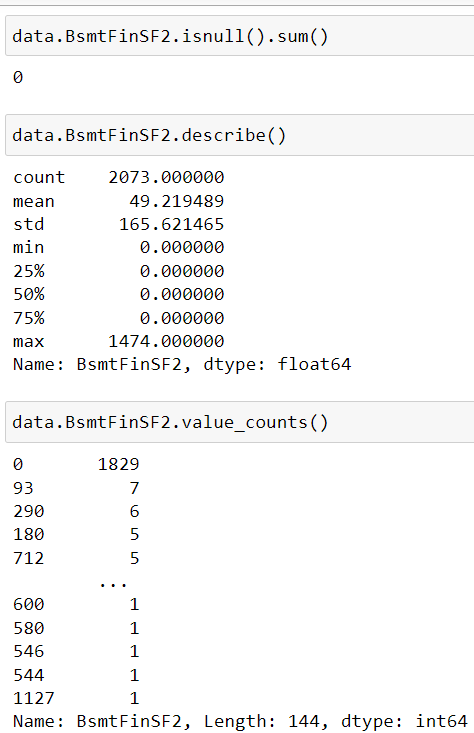 data.BsmtFinSF2.isnull().sum()
0
data.BsmtFinSF2.describe()
count    2073.000000
mean       49.219489
std       165.621465
min         0.000000
25%         0.000000
50%         0.000000
75%         0.000000
max      1474.000000
Name: BsmtFinSF2, dtype: float64
data.BsmtFinSF2.value_counts()
0       1829
93         7
290        6
180        5
712        5
        ...
600        1
580        1
546        1
544        1
1127       1
Name: BsmtFinSF2, Length: 144, dtype: int64